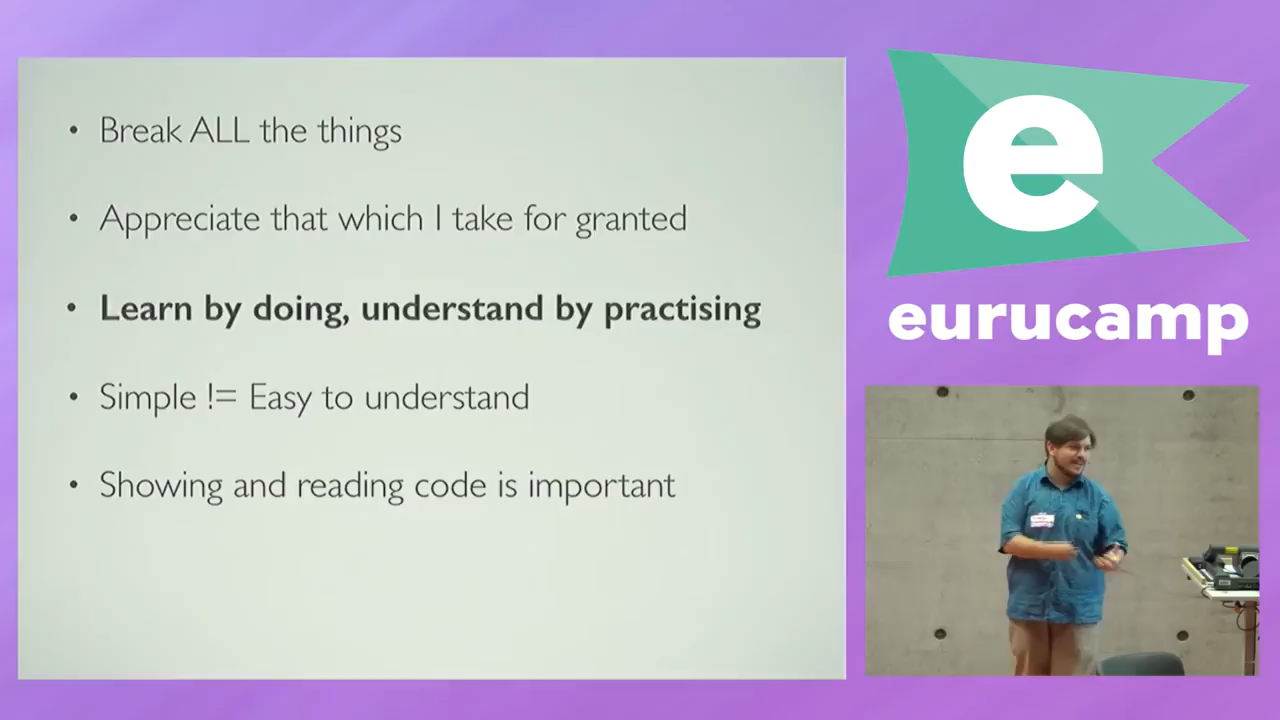 • Break ALL the things
• Appreciate that which I take for granted
• Learn by doing, understand by practising
• Simple != Easy to understand
• Showing and reading code is important
e
eurucamp